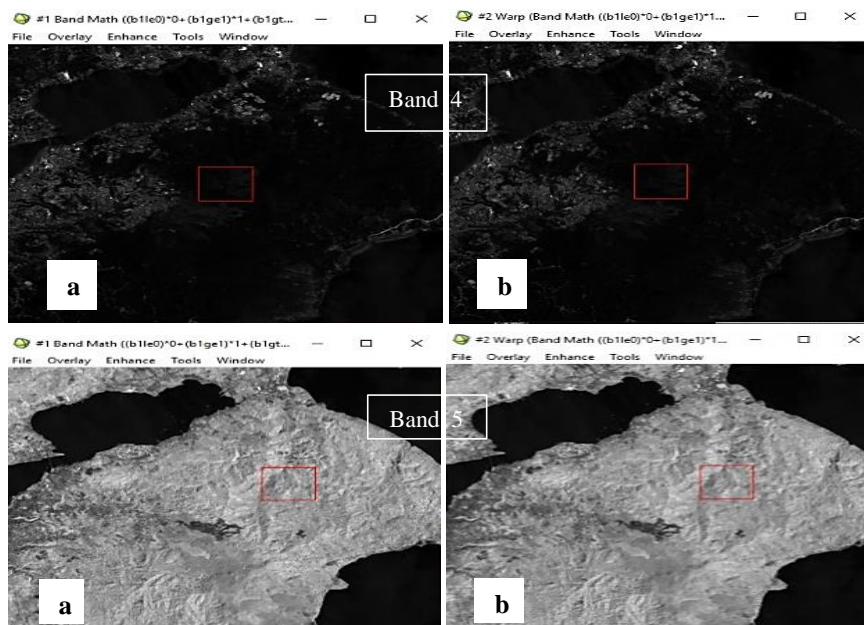 #1 Band Math ((b1le0)*0+(b1ge1)*1+(b1gt...
File Overlay Enhance Tools Window
#2 Warp (Band Math ((b1le0)*0+(b1ge1)*1...
File Overlay Enhance Tools Window
Band 4
a
b
#1 Band Math ((b1le0)*0+(b1ge1)*1+(b1gt...
File Overlay Enhance Tools Window
#2 Warp (Band Math ((b1le0)*0+(b1ge1)*1...
File Overlay Enhance Tools Window
Band 5
a
b